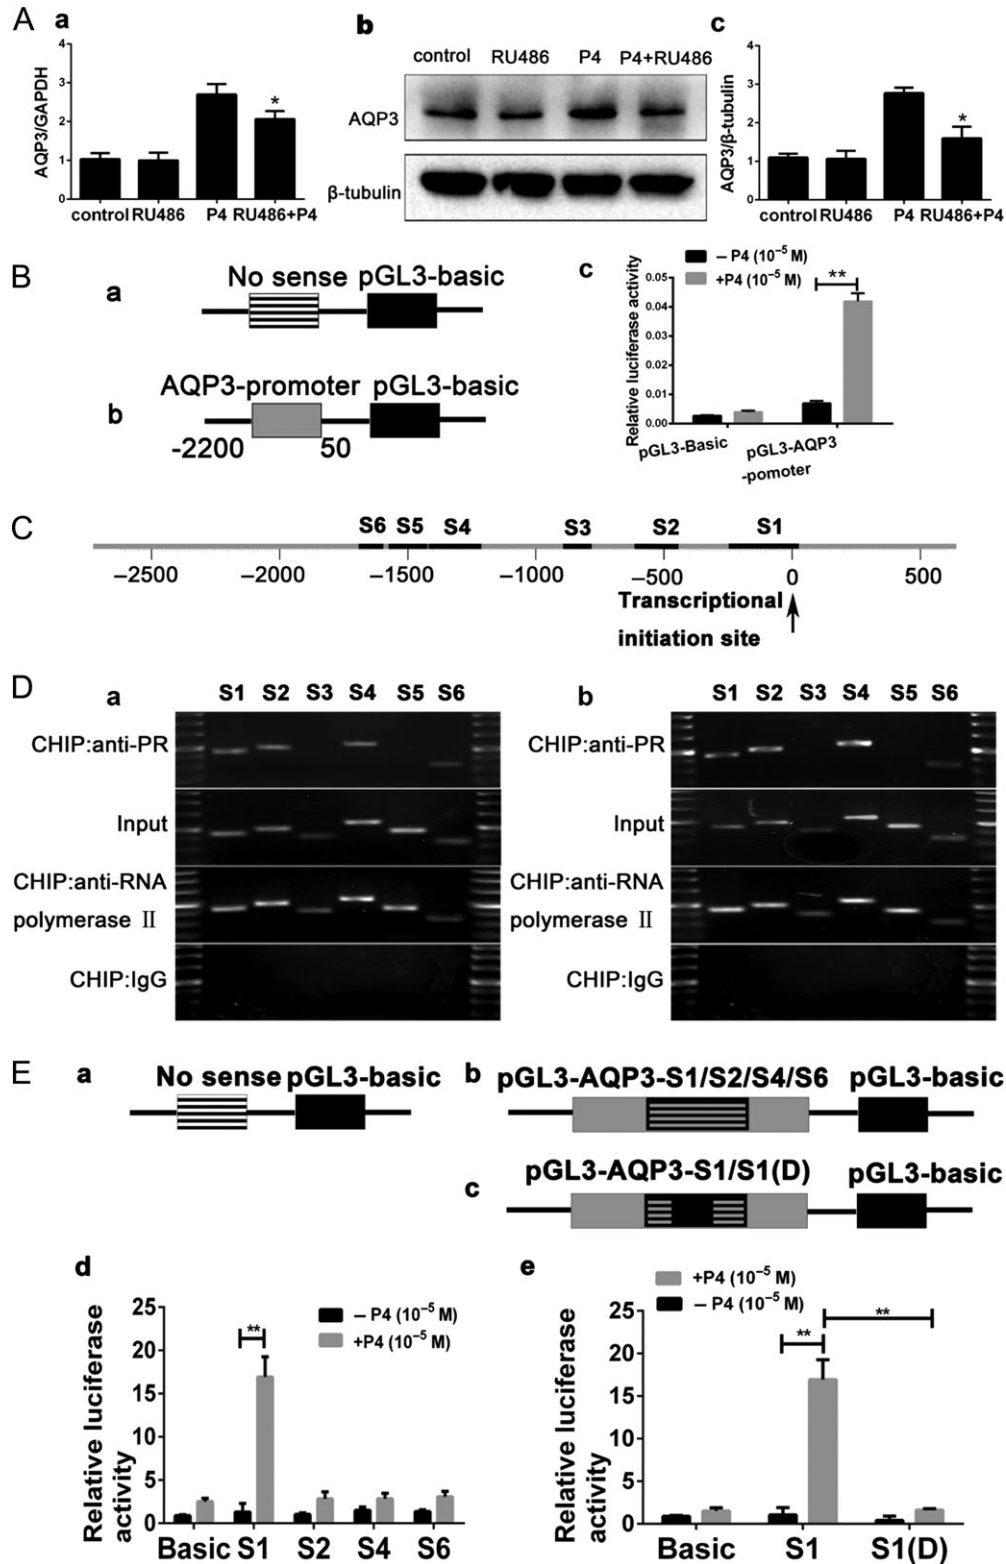 A
a
AQP3/GAPDH
4
3
2
1
0
*
control RU486 P4 RU486+P4
b
control RU486 P4 P4+RU486
AQP3
β-tubulin
c
AQP3/β-tubulin
4
3
2
1
0
*
control RU486 P4 RU486+P4
B
a
No sense pGL3-basic
b
AQP3-promoter pGL3-basic
-2200 50
c
– P4 (10⁻⁵ M)
+P4 (10⁻⁵ M)
Relative luciferase activity
0.05
0.04
0.03
0.02
0.01
0.00
**
pGL3-Basic
pGL3-AQP3
-pomoter
C
S6 S5 S4 S3 S2 S1
–2500 –2000 –1500 –1000 –500 0 500
Transcriptional
initiation site
D
a
S1 S2 S3 S4 S5 S6
CHIP:anti-PR
Input
CHIP:anti-RNA
polymerase Ⅱ
CHIP:IgG
b
S1 S2 S3 S4 S5 S6
CHIP:anti-PR
Input
CHIP:anti-RNA
polymerase Ⅱ
CHIP:IgG
E
a
No sense pGL3-basic
b
pGL3-AQP3-S1/S2/S4/S6 pGL3-basic
c
pGL3-AQP3-S1/S1(D) pGL3-basic
d
Relative luciferase
activity
25
20
15
10
5
0
**
– P4 (10⁻⁵ M)
+P4 (10⁻⁵ M)
Basic S1 S2 S4 S6
e
+P4 (10⁻⁵ M)
– P4 (10⁻⁵ M)
Relative luciferase
activity
25
20
15
10
5
0
**
**
Basic S1 S1(D)